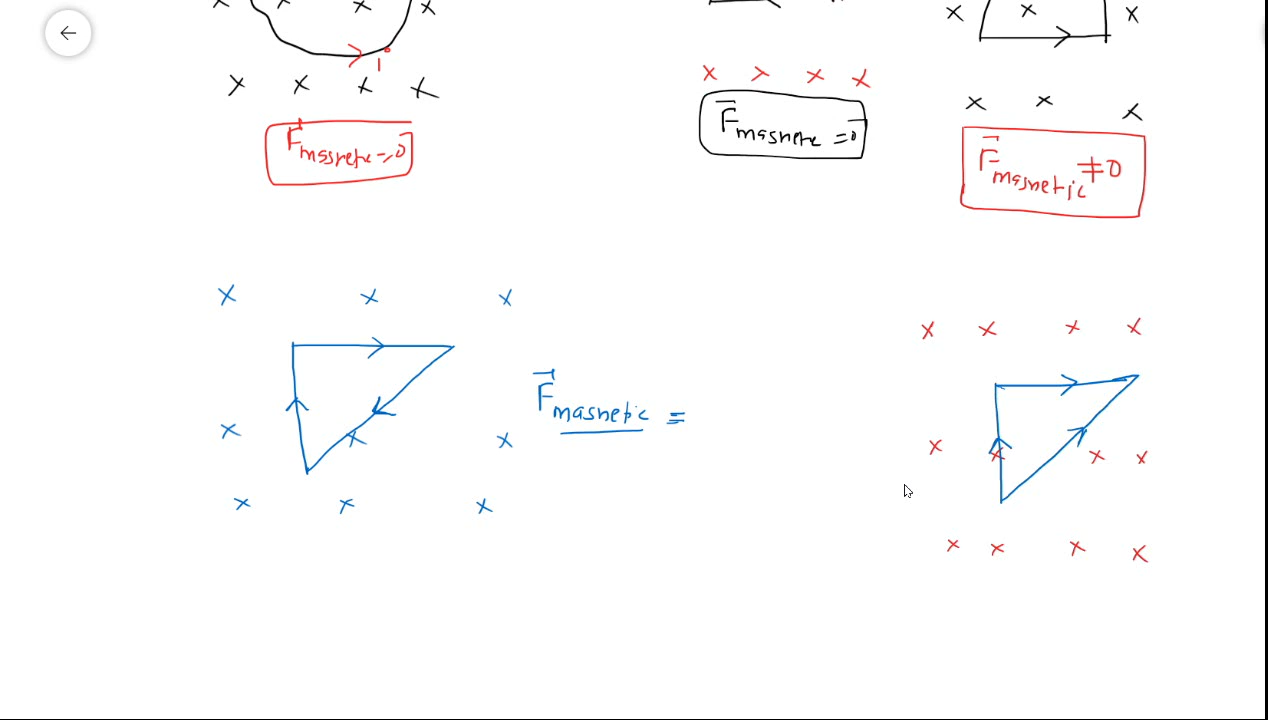 x x x
i
x x x x
F magnetic = 0
x x x x
F magnetic = 0
x x x
x x x
F magnetic ≠ 0
x x x
x x x
x x x
F magnetic =
x x x x
x x x x
x x x x